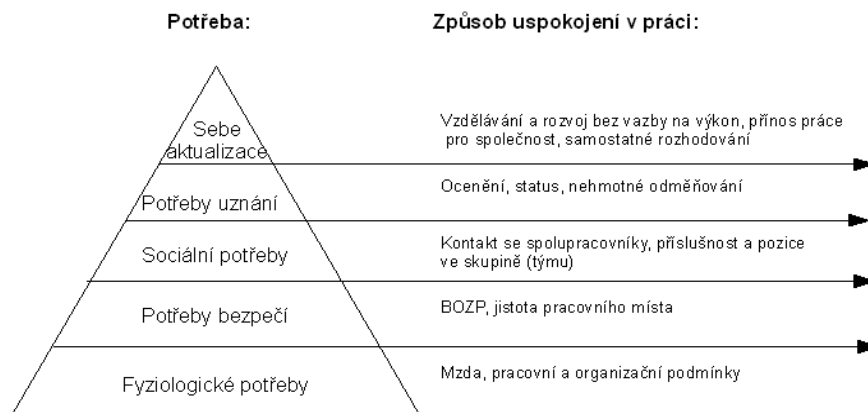 Potřeba:
Způsob uspokojení v práci:
Sebe
aktualizace
Vzdělávání a rozvoj bez vazby na výkon, přínos práce
pro společnost, samostatné rozhodování
Potřeby uznání
Ocenění, status, nehmotné odměňování
Sociální potřeby
Kontakt se spolupracovníky, příslušnost a pozice
ve skupině (týmu)
Potřeby bezpečí
BOZP, jistota pracovního místa
Fyziologické potřeby
Mzda, pracovní a organizační podmínky